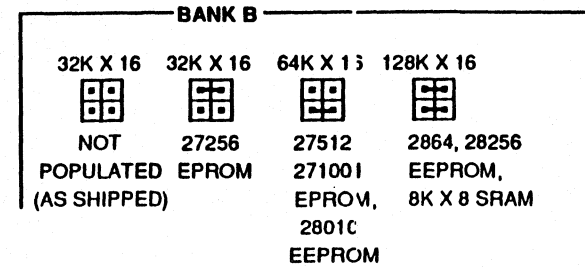 BANK B
32K X 16 32K X 16 64K X 16 128K X 16
NOT 27256 27512 2864, 28256
POPULATED EPROM 271001 EEPROM,
(AS SHIPPED) EPROM, 8K X 8 SRAM
28010
EEPROM